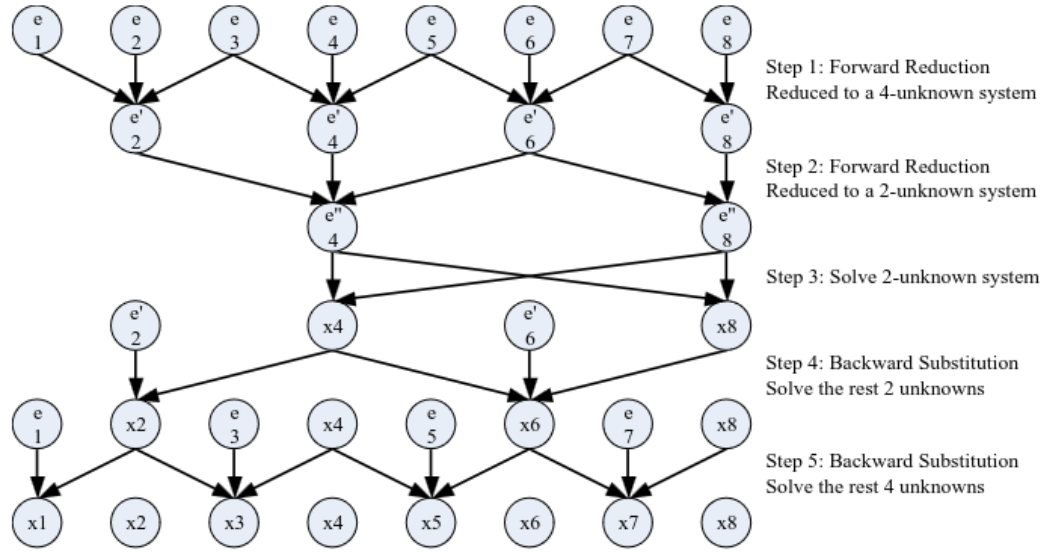 e e e e e e e e
1 2 3 4 5 6 7 8
Step 1: Forward Reduction
Reduced to a 4-unknown system
e' e' e' e'
2 4 6 8
Step 2: Forward Reduction
Reduced to a 2-unknown system
e'' e''
4 8
Step 3: Solve 2-unknown system
e' x4 e' x8
2 6
Step 4: Backward Substitution
Solve the rest 2 unknowns
e x2 e x4 e x6 e x8
1 3 5 7
Step 5: Backward Substitution
Solve the rest 4 unknowns
x1 x2 x3 x4 x5 x6 x7 x8